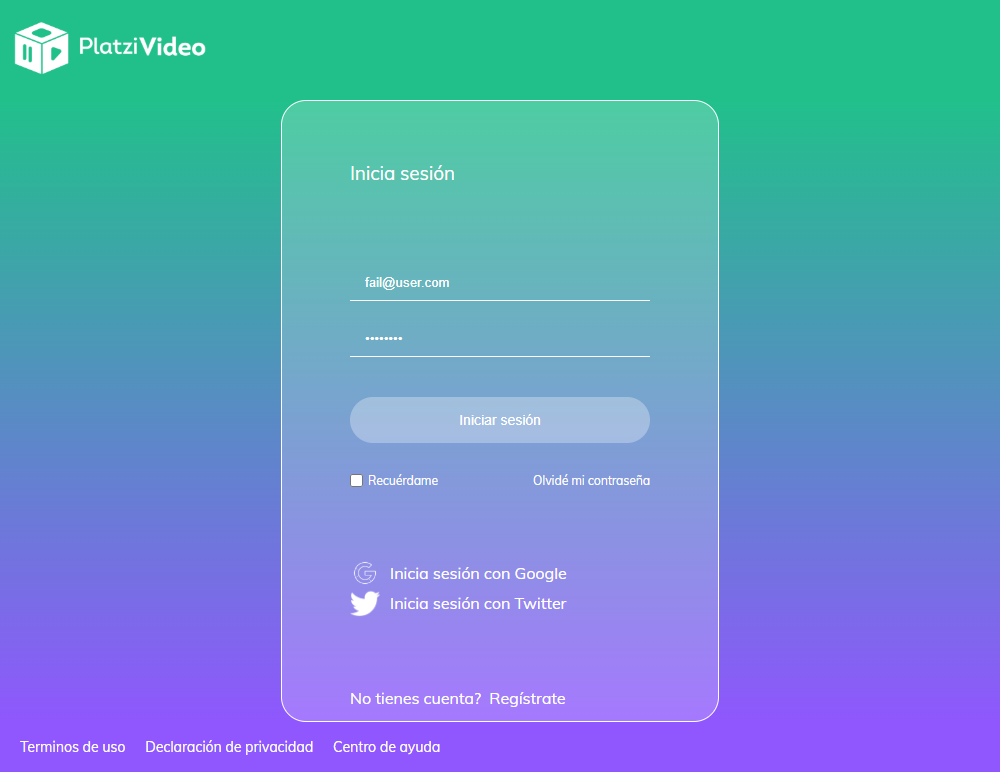 PlatziVideo
Inicia sesión
fail@user.com
••••••••
Iniciar sesión
Recuérdame Olvidé mi contraseña
Inicia sesión con Google
Inicia sesión con Twitter
No tienes cuenta? Regístrate
Terminos de uso Declaración de privacidad Centro de ayuda